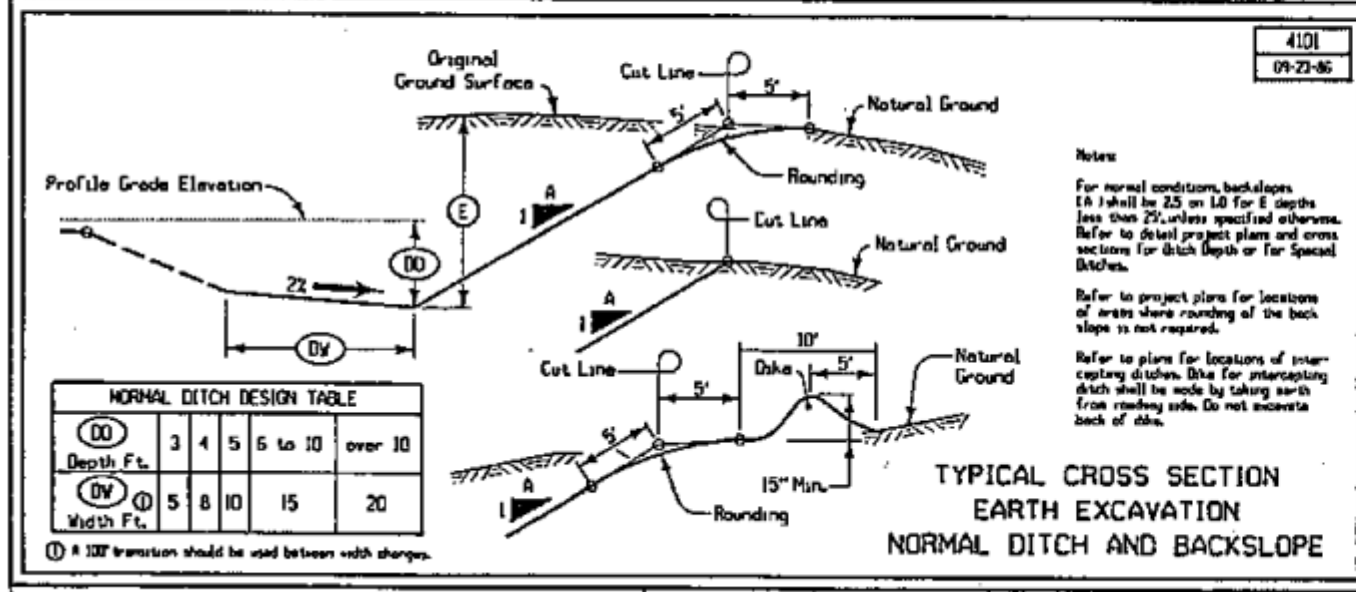 4101
09-23-86
Original
Ground Surface
Cut Line
5'
5'
Natural Ground
Rounding
Profile Grade Elevation
A
1
E
DD
2%
DW
Cut Line
Natural Ground
A
1
Notes:
For normal conditions, backslopes
(A) shall be 2.5 on 1.0 for E depths
less than 25', unless specified otherwise.
Refer to detail project plans and cross
sections for Ditch Depth or for Special
Ditches.
Refer to project plans for locations
of areas where rounding of the back
slope is not required.
Refer to plans for locations of inter-
cepting ditches. Dike for intercepting
ditch shall be made by taking earth
from roadway side. Do not excavate
back of dike.
10'
Cut Line
5'
Dike
5'
Natural
Ground
A
1
15" Min.
Rounding
NORMAL DITCH DESIGN TABLE
DD Depth Ft. 3 4 5 6 to 10 over 10
DW ① Width Ft. 5 8 10 15 20
① A 100' transition should be used between width changes.
TYPICAL CROSS SECTION
EARTH EXCAVATION
NORMAL DITCH AND BACKSLOPE